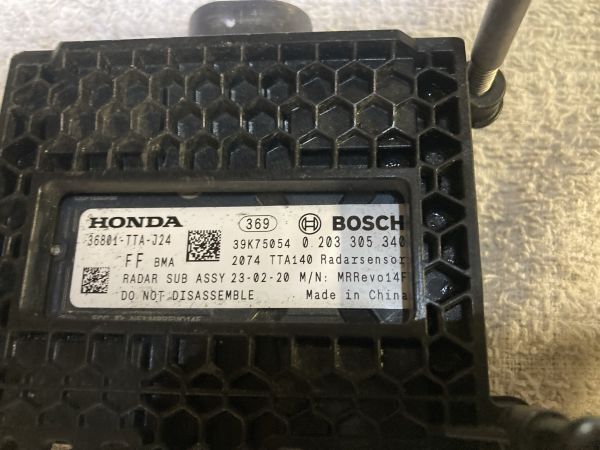 HONDA 369 BOSCH
36801-TTA-J24 39K75054 0 203 305 340
FF BMA 2074 TTA140 Radarsensor
RADAR SUB ASSY 23-02-20 M/N: MRRevo14F
DO NOT DISASSEMBLE Made in China